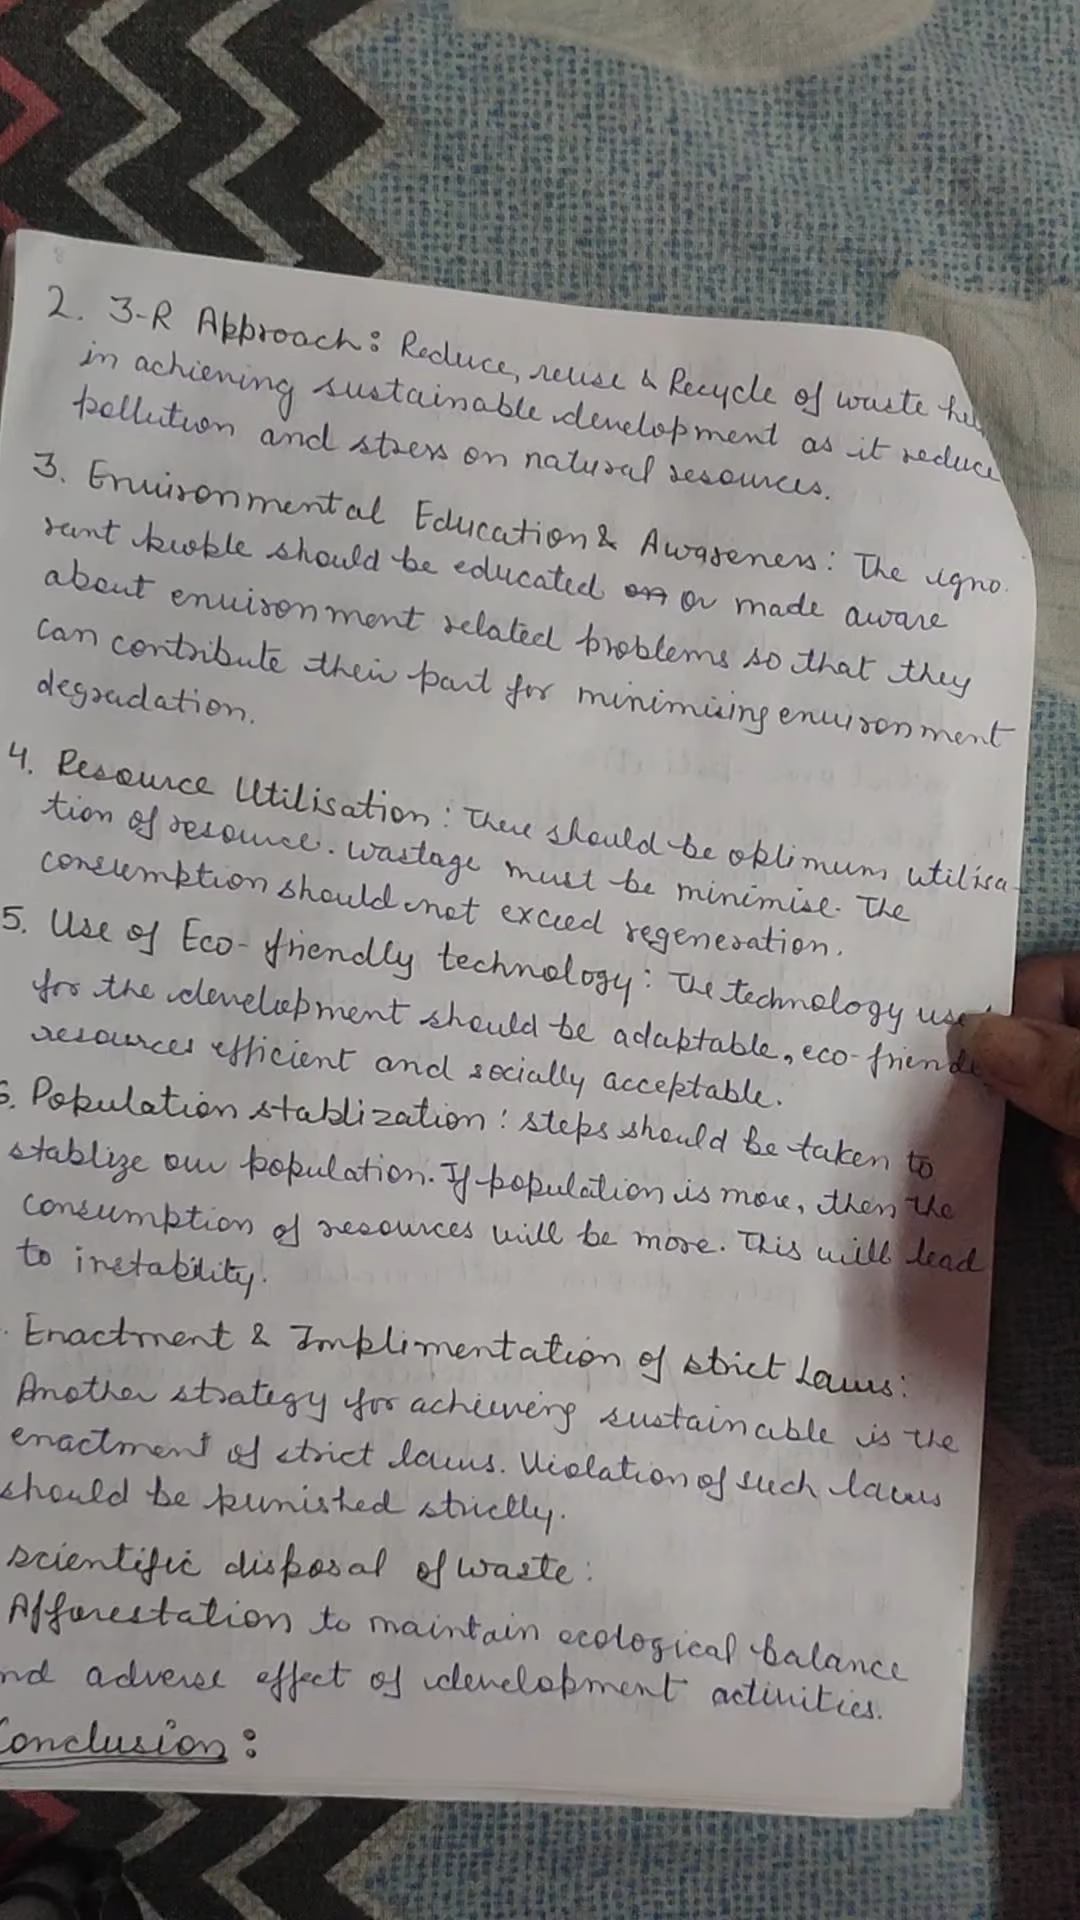 2. 3-R Approach: Reduce, reuse & Recycle of waste
in achieving sustainable development as it reduce
pollution and stress on natural resources.
3. Environmental Education & Awareness: The igno-
rant people should be educated or made aware
about environment related problems so that they
can contribute their part for minimising environment
degradation.
4. Resource Utilisation: There should be optimum utilisa-
tion of resource. wastage must be minimise. The
consumption should not exceed regeneration.
5. Use of Eco-friendly technology: The technology use
for the development should be adaptable, eco-friend
resources efficient and socially acceptable.
6. Population stablization: steps should be taken to
stablize our population. If population is more, then the
consumption of resources will be more. This will lead
to instability.
Enactment & Implimentation of strict Laws:
Another strategy for achieving sustainable is the
enactment of strict laws. Violation of such laws
should be punished strictly.
scientific disposal of waste:
Afforestation to maintain ecological balance
nd adverse effect of development activities.
Conclusion: